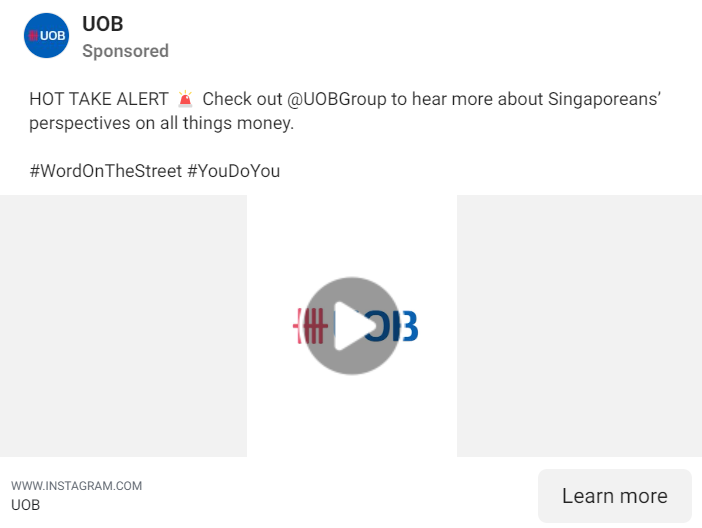 UOB
UOB
Sponsored
HOT TAKE ALERT 🚨 Check out @UOBGroup to hear more about Singaporeans’
perspectives on all things money.
#WordOnTheStreet #YouDoYou
UOB
WWW.INSTAGRAM.COM
UOB
Learn more